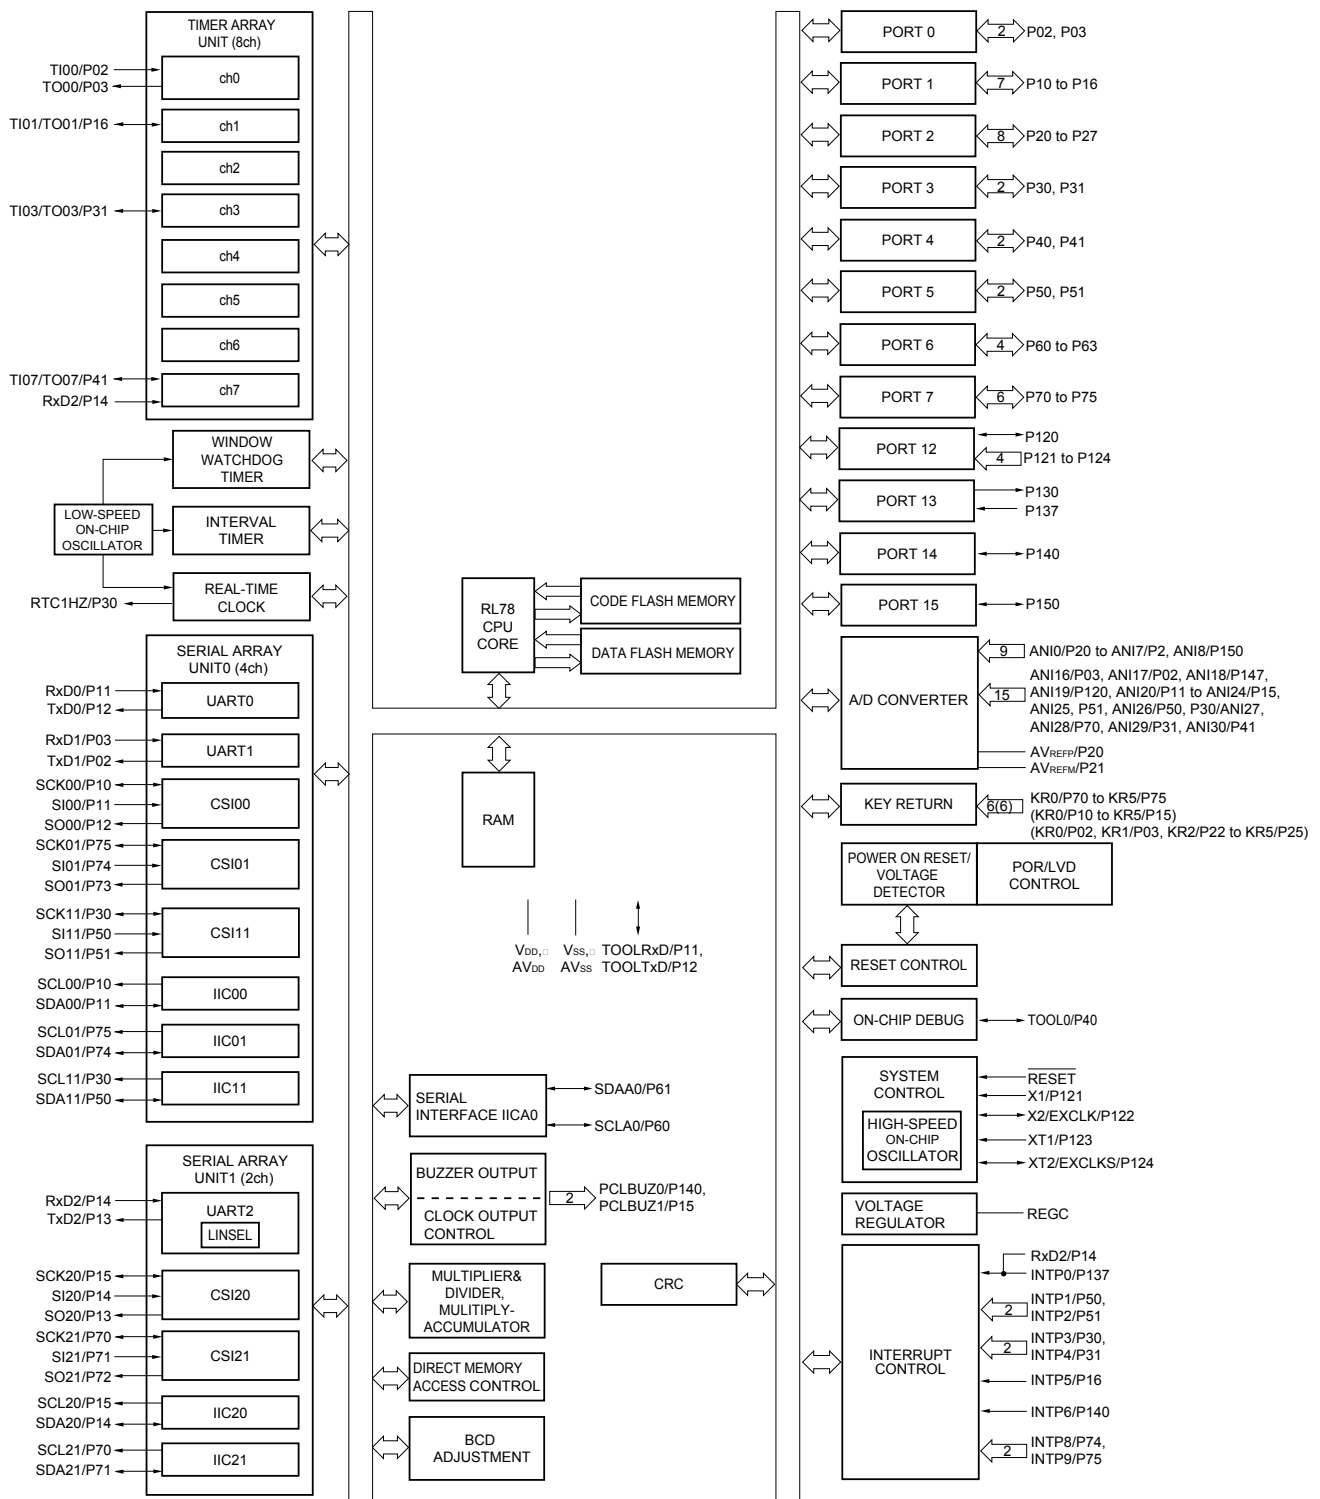 TIMER ARRAY
UNIT (8ch)
TI00/P02
TO00/P03
ch0
TI01/TO01/P16
ch1
ch2
TI03/TO03/P31
ch3
ch4
ch5
ch6
TI07/TO07/P41
RxD2/P14
ch7
WINDOW
WATCHDOG
TIMER
LOW-SPEED
ON-CHIP
OSCILLATOR
INTERVAL
TIMER
RTC1HZ/P30
REAL-TIME
CLOCK
SERIAL ARRAY
UNIT0 (4ch)
RxD0/P11
TxD0/P12
UART0
RxD1/P03
TxD1/P02
UART1
SCK00/P10
SI00/P11
SO00/P12
CSI00
SCK01/P75
SI01/P74
SO01/P73
CSI01
SCK11/P30
SI11/P50
SO11/P51
CSI11
SCL00/P10
SDA00/P11
IIC00
SCL01/P75
SDA01/P74
IIC01
SCL11/P30
SDA11/P50
IIC11
SERIAL ARRAY
UNIT1 (2ch)
RxD2/P14
TxD2/P13
UART2
LINSEL
SCK20/P15
SI20/P14
SO20/P13
CSI20
SCK21/P70
SI21/P71
SO21/P72
CSI21
SCL20/P15
SDA20/P14
IIC20
SCL21/P70
SDA21/P71
IIC21
RL78
CPU
CORE
CODE FLASH MEMORY
DATA FLASH MEMORY
RAM
VDD,
AVDD
VSS,
AVSS
TOOLRxD/P11,
TOOLTxD/P12
SERIAL
INTERFACE IICA0
SDAA0/P61
SCLA0/P60
BUZZER OUTPUT
CLOCK OUTPUT
CONTROL
2
PCLBUZ0/P140,
PCLBUZ1/P15
MULTIPLIER&
DIVIDER,
MULITIPLY-
ACCUMULATOR
CRC
DIRECT MEMORY
ACCESS CONTROL
BCD
ADJUSTMENT
PORT 0
2
P02, P03
PORT 1
7
P10 to P16
PORT 2
8
P20 to P27
PORT 3
2
P30, P31
PORT 4
2
P40, P41
PORT 5
2
P50, P51
PORT 6
4
P60 to P63
PORT 7
6
P70 to P75
PORT 12
P120
4
P121 to P124
PORT 13
P130
P137
PORT 14
P140
PORT 15
P150
A/D CONVERTER
9
ANI0/P20 to ANI7/P2, ANI8/P150
15
ANI16/P03, ANI17/P02, ANI18/P147,
ANI19/P120, ANI20/P11 to ANI24/P15,
ANI25, P51, ANI26/P50, P30/ANI27,
ANI28/P70, ANI29/P31, ANI30/P41
AVREFP/P20
AVREFM/P21
KEY RETURN
6(6)
KR0/P70 to KR5/P75
(KR0/P10 to KR5/P15)
(KR0/P02, KR1/P03, KR2/P22 to KR5/P25)
POWER ON RESET/
VOLTAGE
DETECTOR
POR/LVD
CONTROL
RESET CONTROL
ON-CHIP DEBUG
TOOL0/P40
SYSTEM
CONTROL
HIGH-SPEED
ON-CHIP
OSCILLATOR
RESET
X1/P121
X2/EXCLK/P122
XT1/P123
XT2/EXCLKS/P124
VOLTAGE
REGULATOR
REGC
INTERRUPT
CONTROL
RxD2/P14
INTP0/P137
2
INTP1/P50,
INTP2/P51
2
INTP3/P30,
INTP4/P31
INTP5/P16
INTP6/P140
2
INTP8/P74,
INTP9/P75